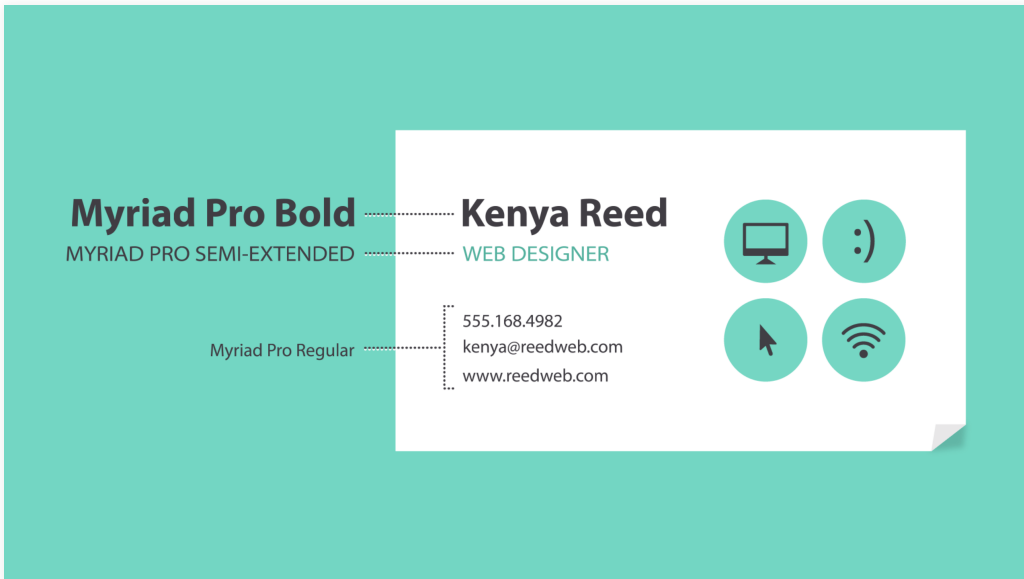 Myriad Pro Bold
Kenya Reed
MYRIAD PRO SEMI-EXTENDED
WEB DESIGNER
Myriad Pro Regular
555.168.4982
kenya@reedweb.com
www.reedweb.com
:)